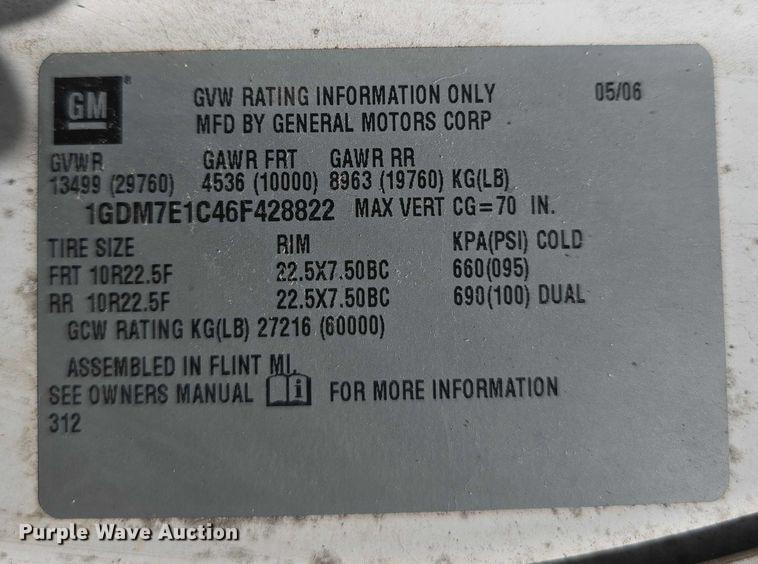 GM ® GVW RATING INFORMATION ONLY 05/06
MFD BY GENERAL MOTORS CORP
GVWR GAWR FRT GAWR RR
13499 (29760) 4536 (10000) 8963 (19760) KG(LB)
1GDM7E1C46F428822 MAX VERT CG=70 IN.
TIRE SIZE RIM KPA(PSI) COLD
FRT 10R22.5F 22.5X7.50BC 660(095)
RR 10R22.5F 22.5X7.50BC 690(100) DUAL
GCW RATING KG(LB) 27216 (60000)
ASSEMBLED IN FLINT MI.
SEE OWNERS MANUAL i FOR MORE INFORMATION
312
Purple Wave Auction